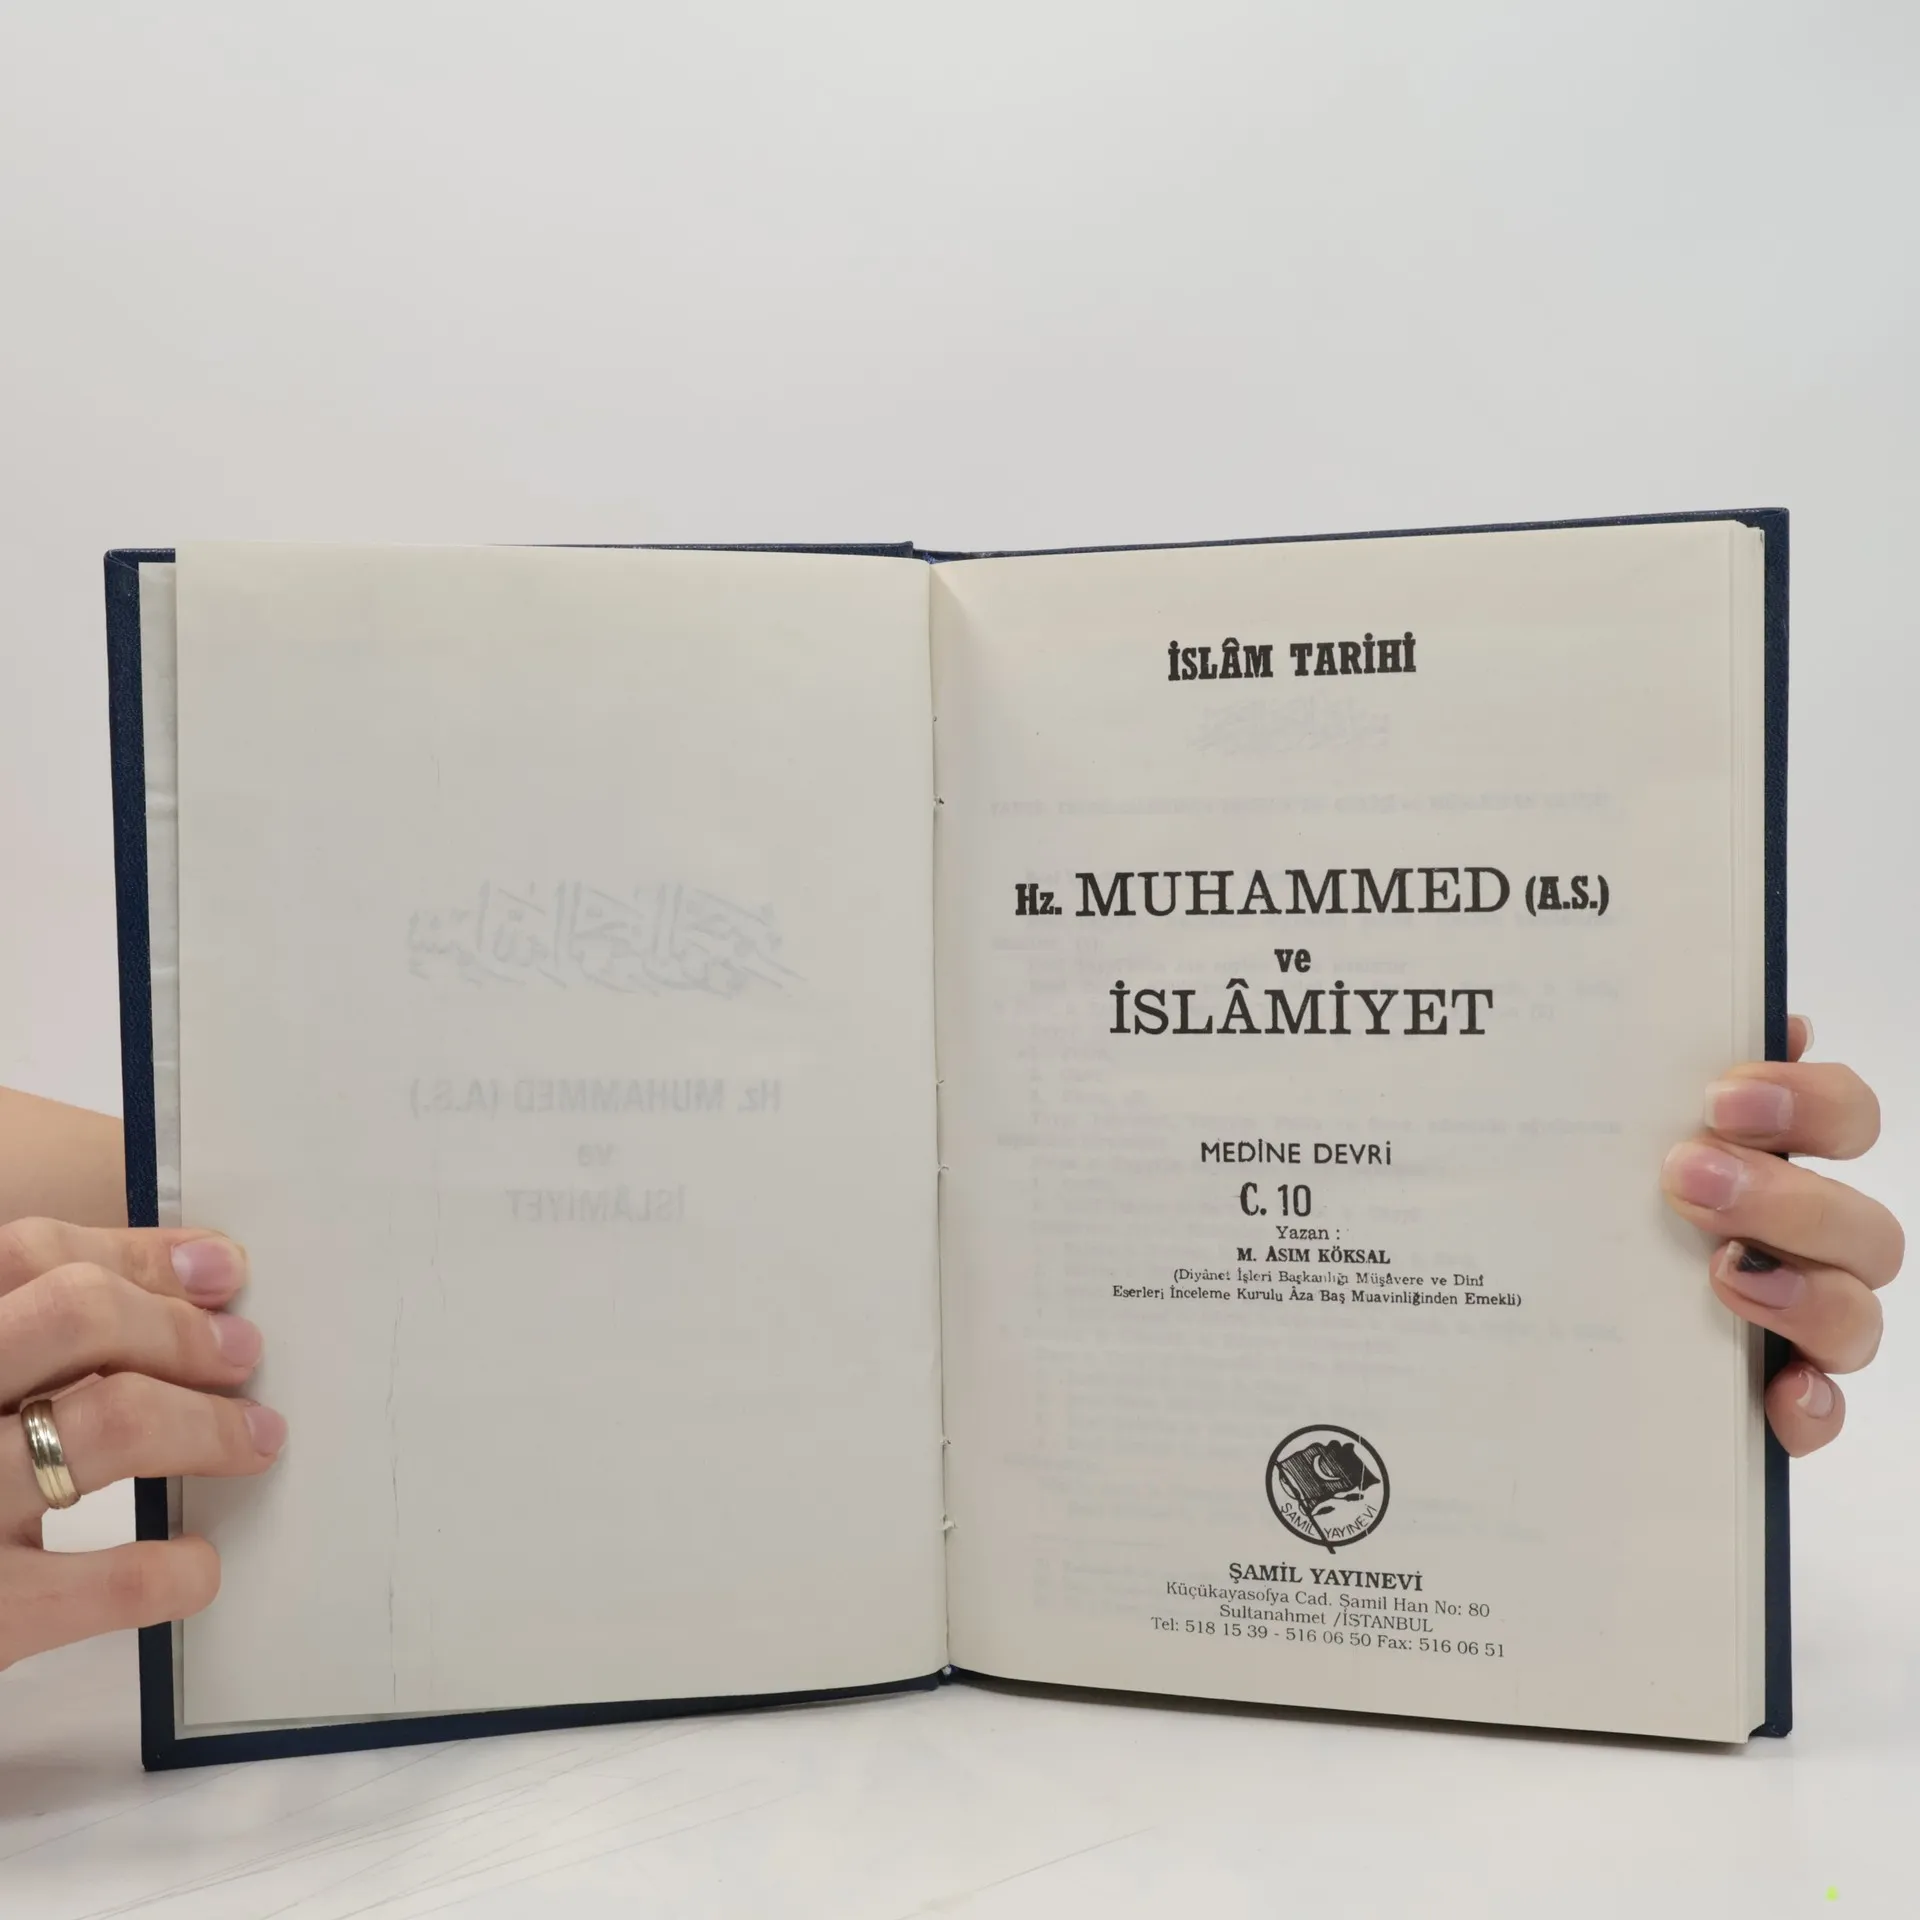 İSLÂM TARİHİ
Hz. MUHAMMED (A.S.)
ve
İSLÂMİYET
MEDİNE DEVRİ
C. 10
Yazan :
M. ÂSIM KÖKSAL
(Diyânet İşleri Başkanlığı Müşâvere ve Dinî
Eserleri İnceleme Kurulu Âza Baş Muavinliğinden Emekli)
ŞAMİL YAYINEVİ
ŞAMİL YAYINEVİ
Küçükayasofya Cad. Şamil Han No: 80
Sultanahmet /İSTANBUL
Tel: 518 15 39 - 516 06 50 Fax: 516 06 51